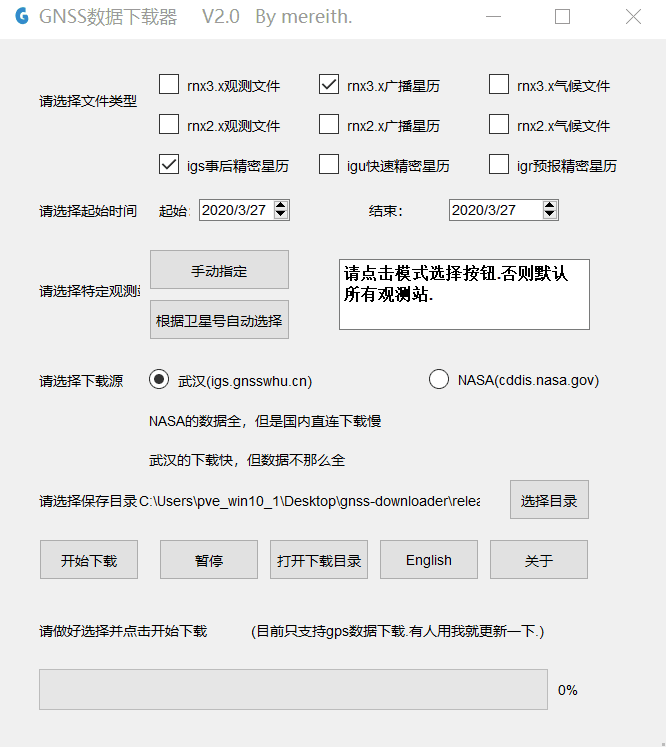 GNSS数据下载器 V2.0 By mereith.
请选择文件类型
rnx3.x观测文件 rnx3.x广播星历 rnx3.x气候文件
rnx2.x观测文件 rnx2.x广播星历 rnx2.x气候文件
igs事后精密星历 igu快速精密星历 igr预报精密星历
请选择起始时间 起始: 2020/3/27 结束: 2020/3/27
手动指定
请选择特定观测
根据卫星号自动选择
请点击模式选择按钮.否则默认
所有观测站.
请选择下载源 武汉(igs.gnsswhu.cn) NASA(cddis.nasa.gov)
NASA的数据全，但是国内直连下载慢
武汉的下载快，但数据不那么全
请选择保存目录 C:\Users\pve_win10_1\Desktop\gnss-downloader\relea 选择目录
开始下载 暂停 打开下载目录 English 关于
请做好选择并点击开始下载 (目前只支持gps数据下载.有人用我就更新一下.)
0%